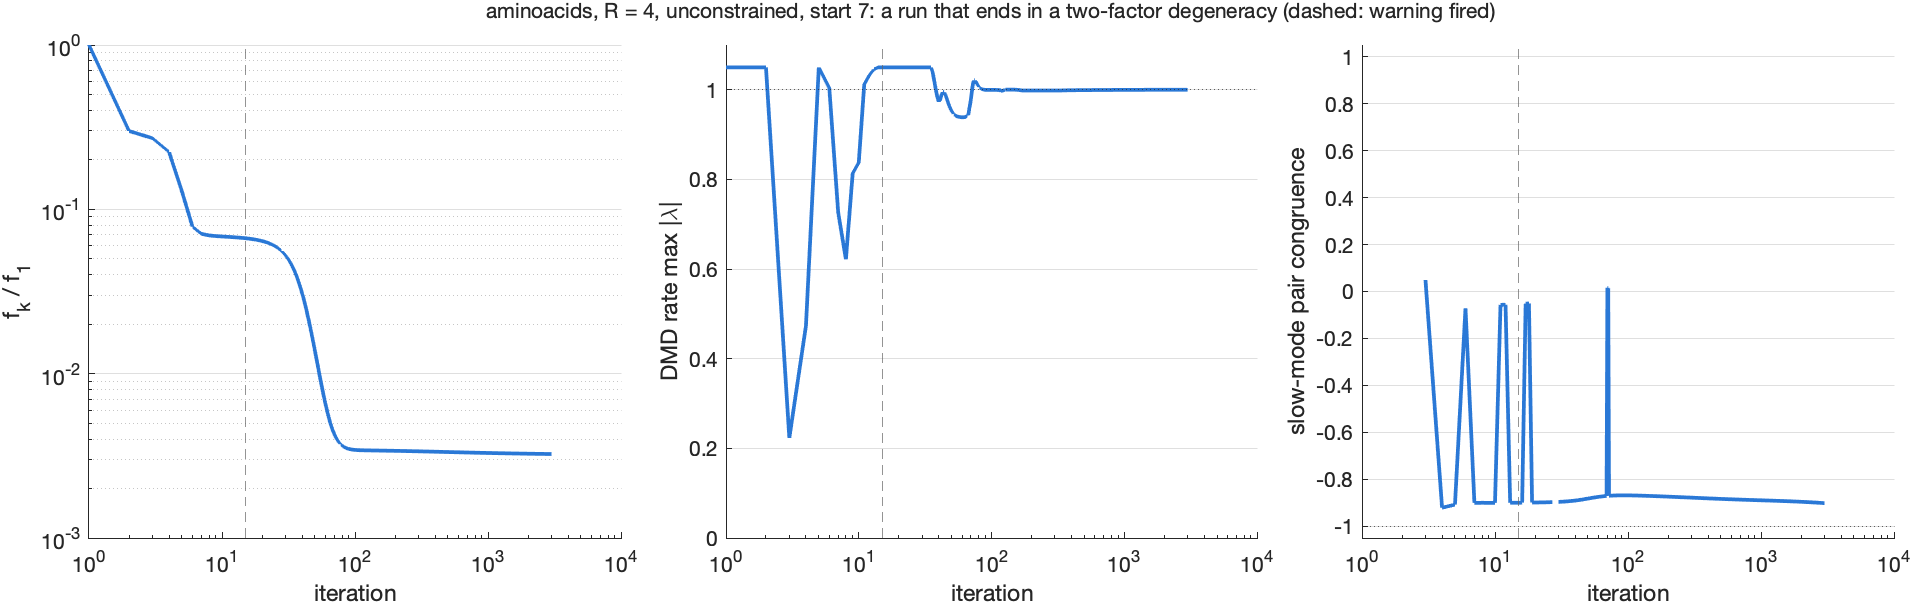 aminoacids, R = 4, unconstrained, start 7: a run that ends in a two-factor degeneracy (dashed: warning fired)
f_k / f_1
10^0
10^-1
10^-2
10^-3
10^0 10^1 10^2 10^3 10^4
iteration
DMD rate max |λ|
1
0.8
0.6
0.4
0.2
0
10^0 10^1 10^2 10^3 10^4
iteration
slow-mode pair congruence
1
0.8
0.6
0.4
0.2
0
-0.2
-0.4
-0.6
-0.8
-1
10^0 10^1 10^2 10^3 10^4
iteration